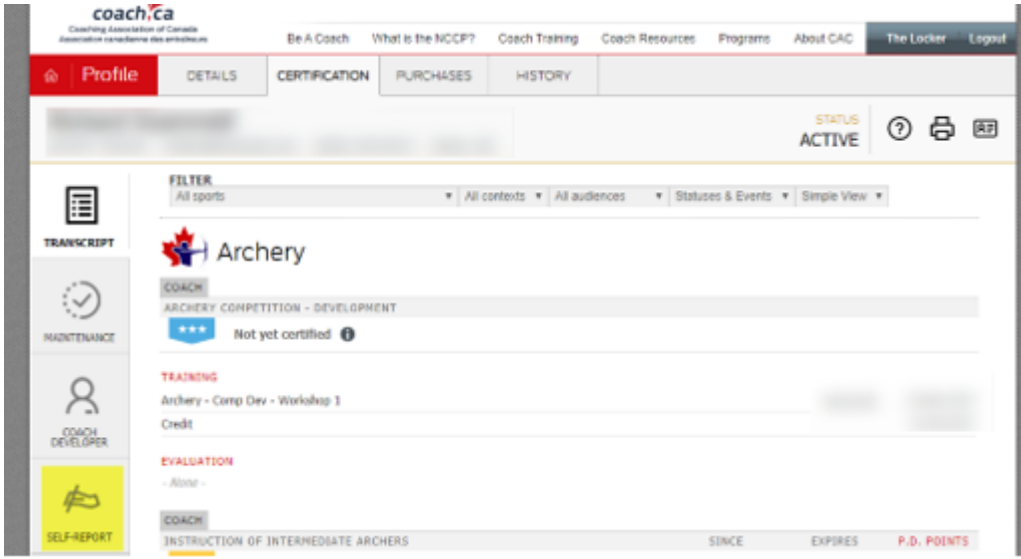 coach.ca
Coaching Association of Canada
Association canadienne des entraîneurs
Be A Coach What is the NCCP? Coach Training Coach Resources Programs About CAC The Locker Logout
Profile DETAILS CERTIFICATION PURCHASES HISTORY
STATUS
ACTIVE
FILTER
All sports All contexts All audiences Statuses & Events Simple View
TRANSCRIPT
Archery
COACH
ARCHERY COMPETITION - DEVELOPMENT
Not yet certified
MAINTENANCE
TRAINING
Archery - Comp Dev - Workshop 1
Credit
COACH
DEVELOPER
EVALUATION
- None -
SELF-REPORT
COACH
INSTRUCTION OF INTERMEDIATE ARCHERS SINCE EXPIRES P.D. POINTS